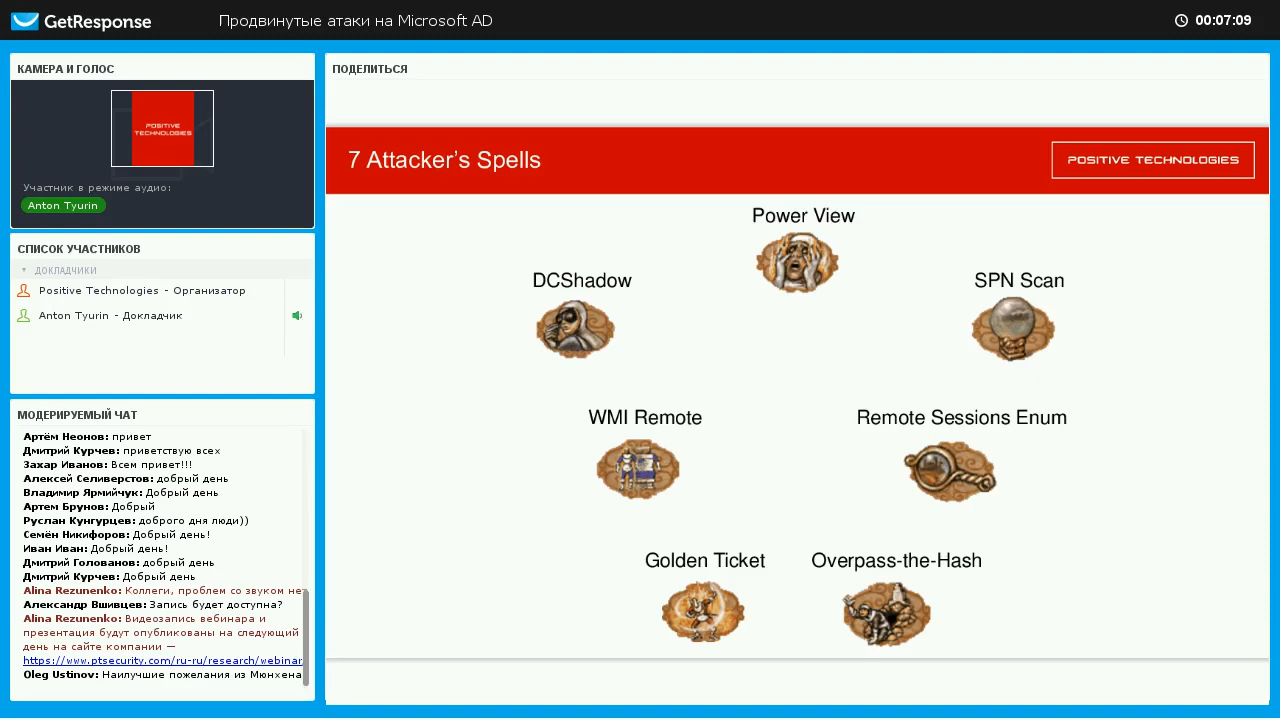 GetResponse
Продвинутые атаки на Microsoft AD
00:07:09
КАМЕРА И ГОЛОС
POSITIVE
TECHNOLOGIES
Участник в режиме аудио:
Anton Tyurin
СПИСОК УЧАСТНИКОВ
ДОКЛАДЧИКИ
Positive Technologies - Организатор
Anton Tyurin - Докладчик
МОДЕРИРУЕМЫЙ ЧАТ
Артём Неонов: привет
Дмитрий Курчев: приветствую всех
Захар Иванов: Всем привет!!!
Алексей Селиверстов: добрый день
Владимир Ярмийчук: Добрый день
Артем Брунов: Добрый
Руслан Кунгурцев: доброго дня люди))
Семён Никифоров: Добрый день!
Иван Иван: Добрый день!
Дмитрий Голованов: добрый день
Дмитрий Курчев: Добрый день
Alina Rezunenko: Коллеги, проблем со звуком нет
Александр Вшивцев: Запись будет доступна?
Alina Rezunenko: Видеозапись вебинара и
презентация будут опубликованы на следующий
день на сайте компании —
https://www.ptsecurity.com/ru-ru/research/webinar
Oleg Ustinov: Наилучшие пожелания из Мюнхена
ПОДЕЛИТЬСЯ
7 Attacker's Spells
POSITIVE TECHNOLOGIES
Power View
DCShadow
SPN Scan
WMI Remote
Remote Sessions Enum
Golden Ticket
Overpass-the-Hash